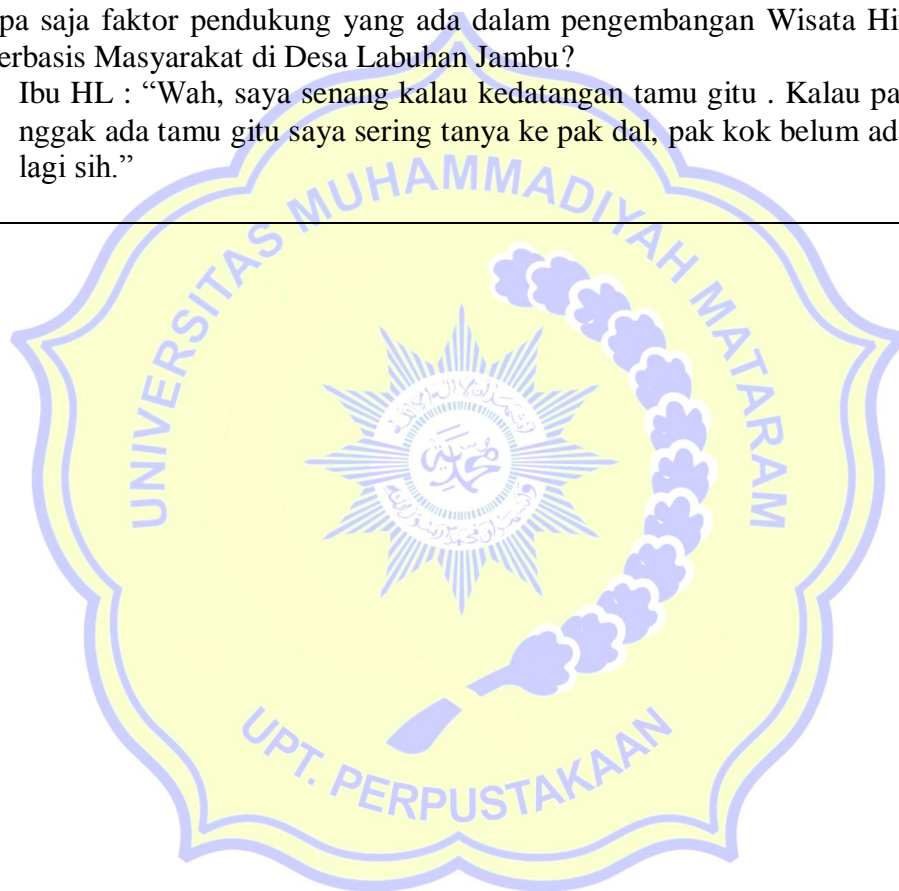 pa saja faktor pendukung yang ada dalam pengembangan Wisata Hi
erbasis Masyarakat di Desa Labuhan Jambu?
Ibu HL : “Wah, saya senang kalau kedatangan tamu gitu . Kalau pa
nggak ada tamu gitu saya sering tanya ke pak dal, pak kok belum ad
lagi sih.”
UNIVERSITAS MUHAMMADIYAH MATARAM
UPT. PERPUSTAKAAN